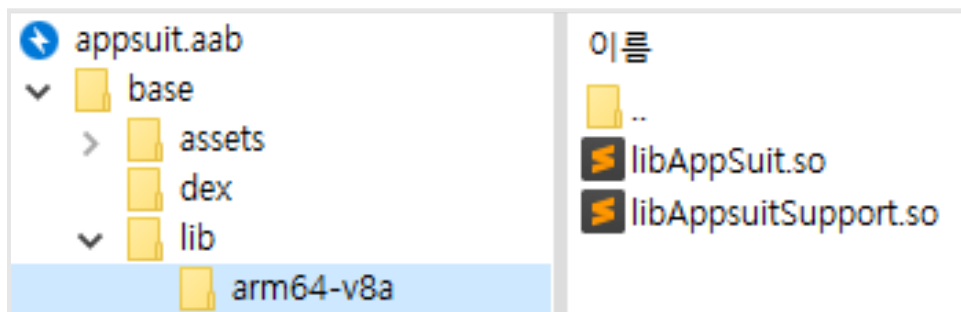 appsuit.aab
base
assets
dex
lib
arm64-v8a
이름
..
libAppSuit.so
libAppsuitSupport.so